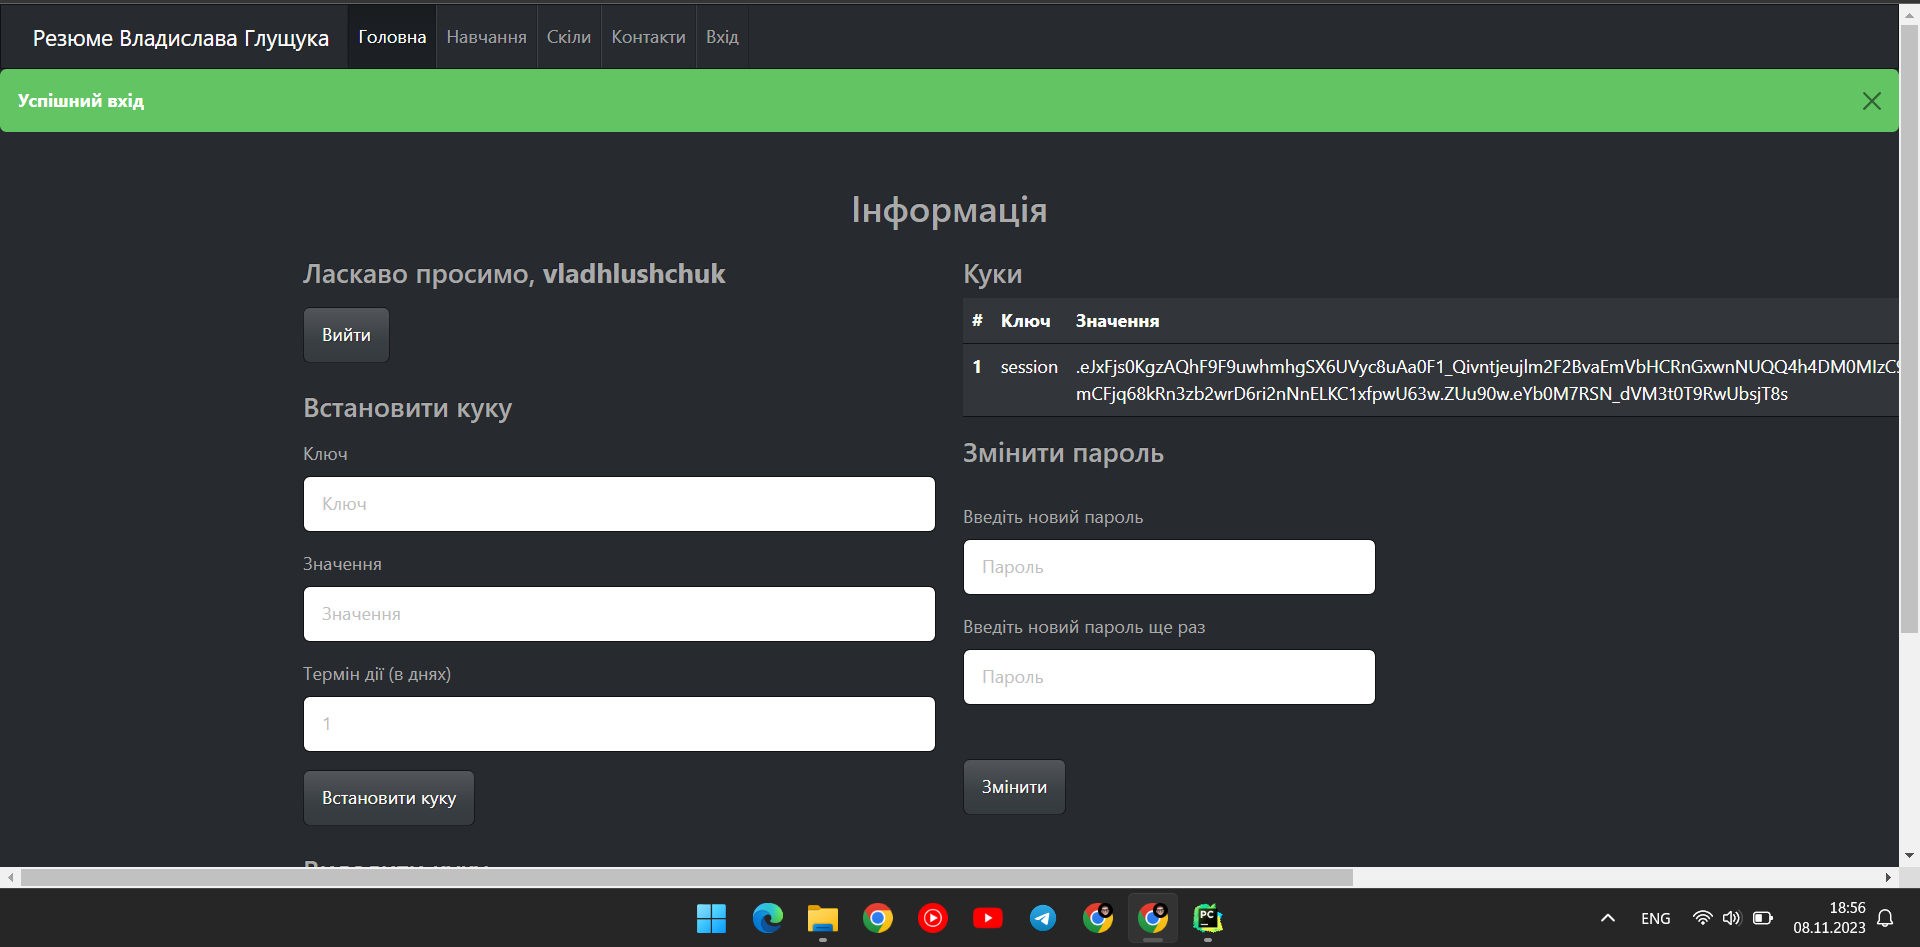 Резюме Владислава Глущука
Головна
Навчання
Скіли
Контакти
Вхід
Успішний вхід
Інформація
Ласкаво просимо, vladhlushchuk
Вийти
Встановити куку
Ключ
Ключ
Значення
Значення
Термін дії (в днях)
1
Встановити куку
Куки
# Ключ Значення
1 session .eJxFjs0KgzAQhF9F9uwhmhgSX6UVyc8uAa0F1_QivntjeujIm2F2BvaEmVbHCRnGxwnNUQQ4h4DM0MIzC
mCFjq68kRn3zb2wrD6ri2nNnELKC1xfpwU63w.ZUu90w.eYb0M7RSN_dVM3t0T9RwUbsjT8s
Змінити пароль
Введіть новий пароль
Пароль
Введіть новий пароль ще раз
Пароль
Змінити
PC
ENG
18:56
08.11.2023